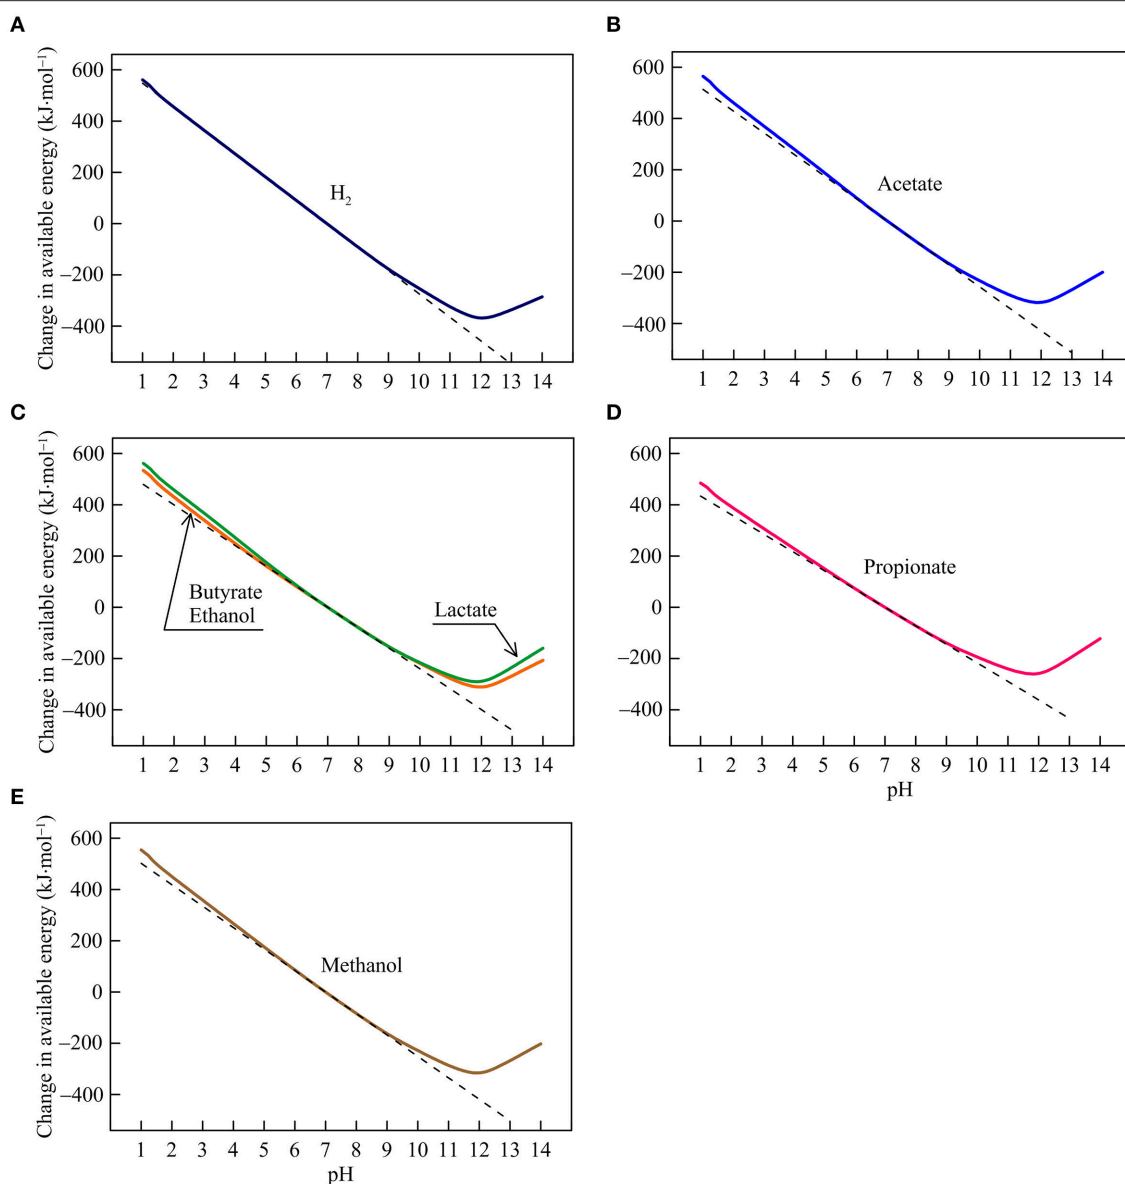 A
Change in available energy (kJ·mol⁻¹)
600
400
200
0
–200
–400
H₂
1 2 3 4 5 6 7 8 9 10 11 12 13 14
B
600
400
200
0
–200
–400
Acetate
1 2 3 4 5 6 7 8 9 10 11 12 13 14
C
Change in available energy (kJ·mol⁻¹)
600
400
200
0
–200
–400
Butyrate
Ethanol
Lactate
1 2 3 4 5 6 7 8 9 10 11 12 13 14
D
600
400
200
0
–200
–400
Propionate
1 2 3 4 5 6 7 8 9 10 11 12 13 14
pH
E
Change in available energy (kJ·mol⁻¹)
600
400
200
0
–200
–400
Methanol
1 2 3 4 5 6 7 8 9 10 11 12 13 14
pH